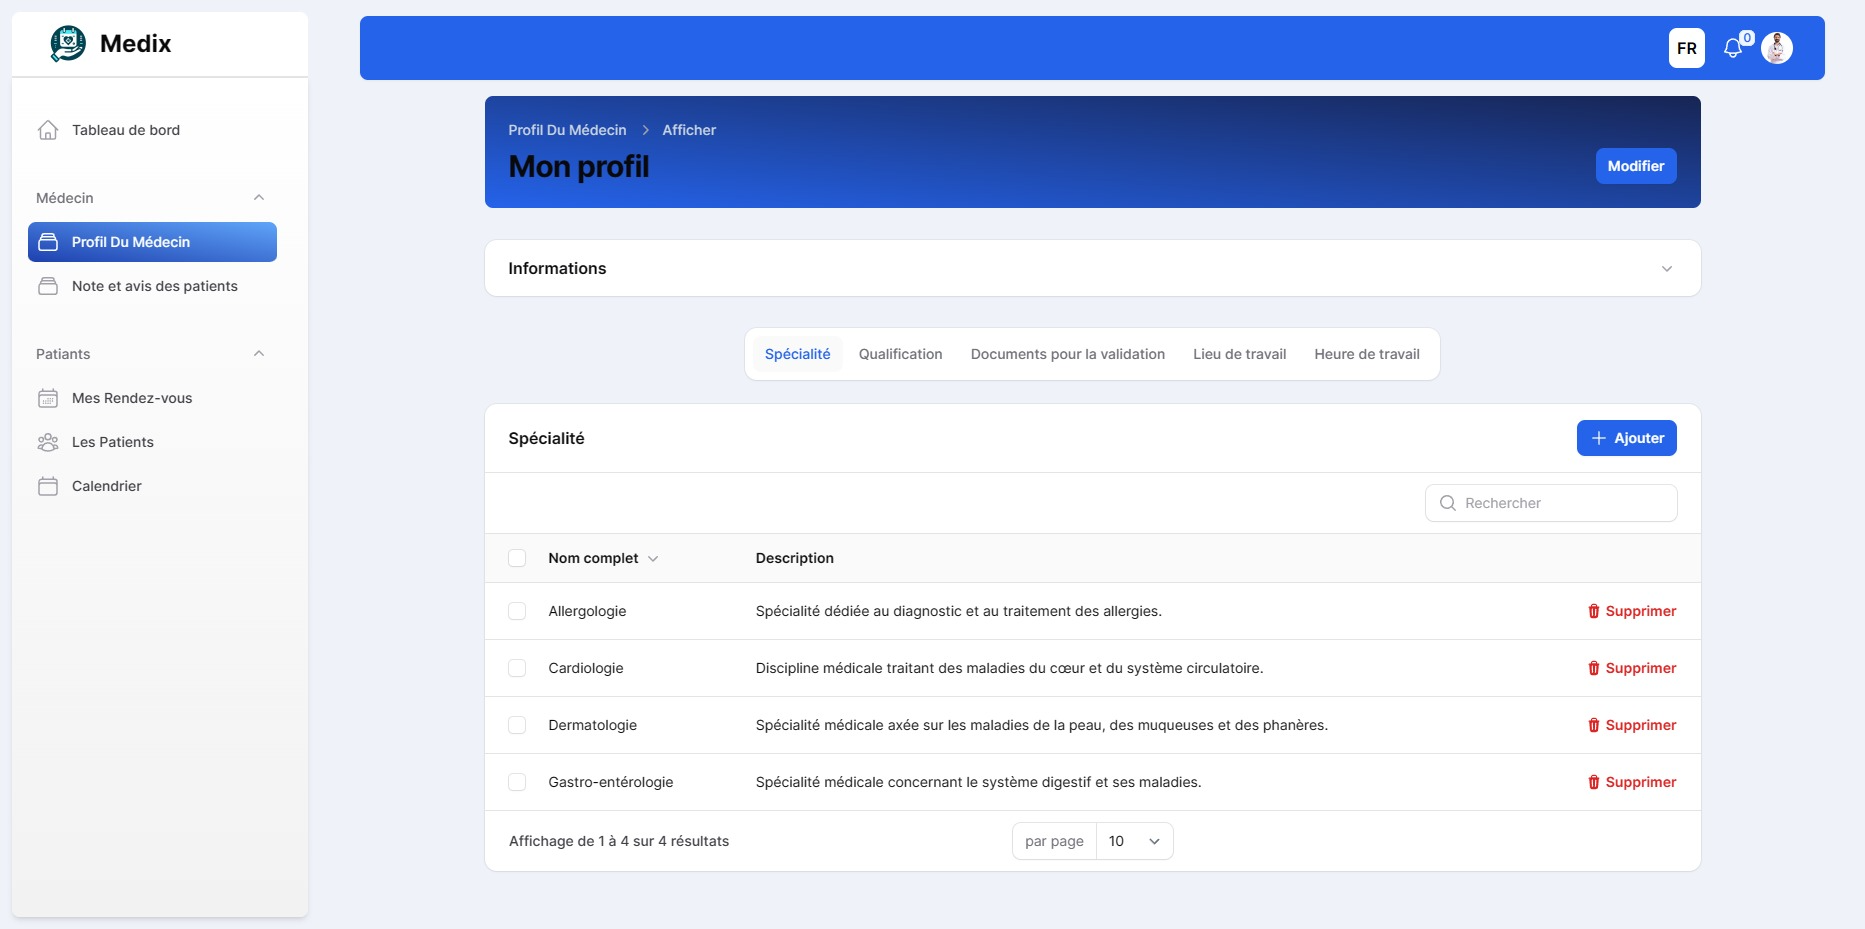 Medix
FR
0
Tableau de bord
Médecin
Profil Du Médecin
Note et avis des patients
Patiants
Mes Rendez-vous
Les Patients
Calendrier
Profil Du Médecin > Afficher
Mon profil
Modifier
Informations
Spécialité Qualification Documents pour la validation Lieu de travail Heure de travail
Spécialité
Ajouter
Rechercher
Nom complet Description
Allergologie Spécialité dédiée au diagnostic et au traitement des allergies. Supprimer
Cardiologie Discipline médicale traitant des maladies du cœur et du système circulatoire. Supprimer
Dermatologie Spécialité médicale axée sur les maladies de la peau, des muqueuses et des phanères. Supprimer
Gastro-entérologie Spécialité médicale concernant le système digestif et ses maladies. Supprimer
Affichage de 1 à 4 sur 4 résultats par page 10